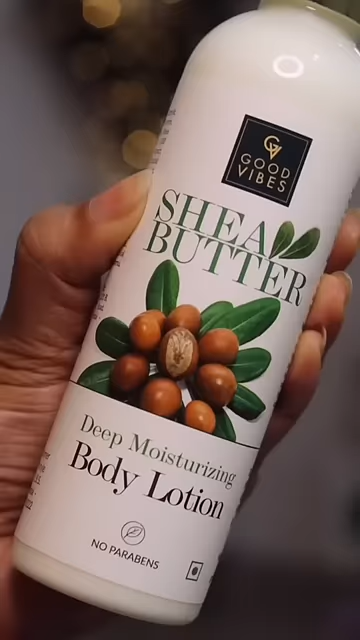 GV
GOOD
VIBES
SHEA
BUTTER
Deep Moisturizing
Body Lotion
NO PARABENS